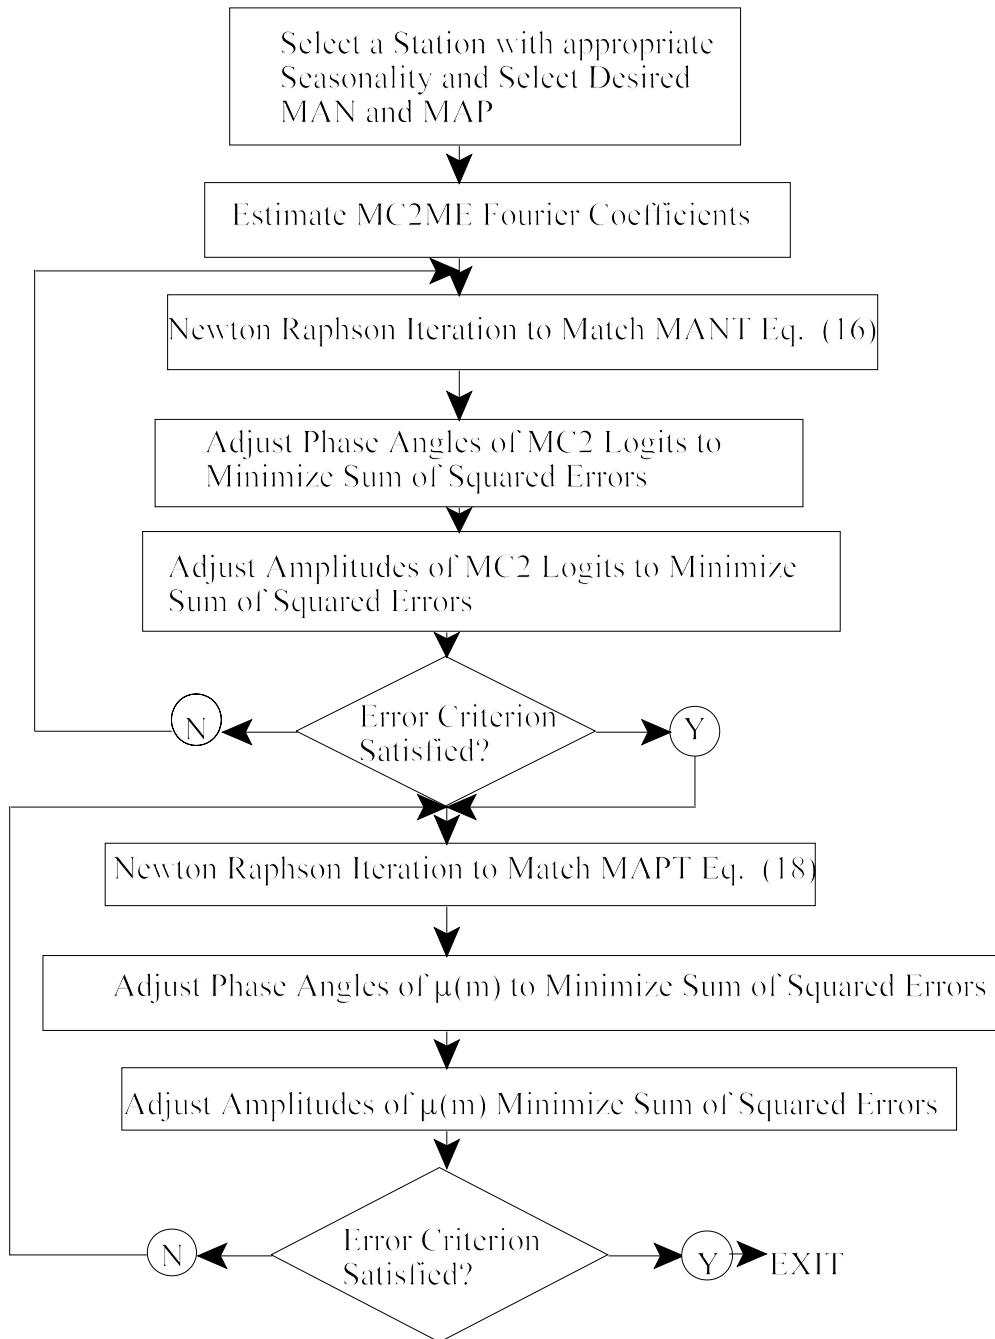 Select a Station with appropriate
Seasonality and Select Desired
MAN and MAP
Estimate MC2ME Fourier Coefficients
Newton Raphson Iteration to Match MANT Eq. (16)
Adjust Phase Angles of MC2 Logits to
Minimize Sum of Squared Errors
Adjust Amplitudes of MC2 Logits to Minimize
Sum of Squared Errors
Error Criterion
Satisfied?
N
Y
Newton Raphson Iteration to Match MAPT Eq. (18)
Adjust Phase Angles of μ(m) to Minimize Sum of Squared Errors
Adjust Amplitudes of μ(m) Minimize Sum of Squared Errors
Error Criterion
Satisfied?
N
Y
EXIT